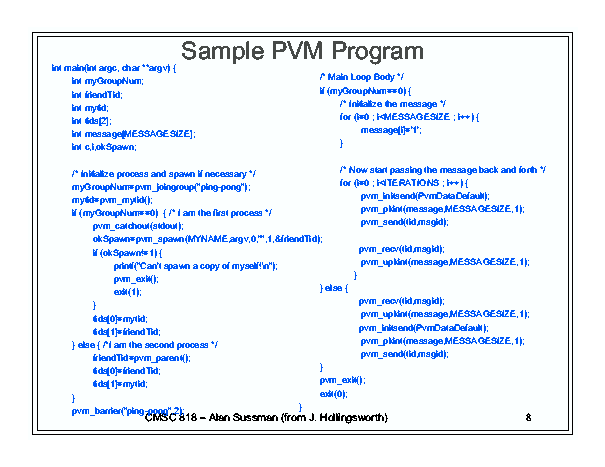 Sample PVM Program
int main(int argc, char **argv) {
int myGroupNum;
int friendTid;
int mytid;
int tids[2];
int message[MESSAGESIZE];
int c,i,okSpawn;
/* Initialize process and spawn if necessary */
myGroupNum=pvm_joingroup("ping-pong");
mytid=pvm_mytid();
if (myGroupNum==0) { /* I am the first process */
pvm_catchout(stdout);
okSpawn=pvm_spawn(MYNAME,argv,0,"",1,&friendTid);
if (okSpawn!=1) {
printf("Can't spawn a copy of myself!\n");
pvm_exit();
exit(1);
}
tids[0]=mytid;
tids[1]=friendTid;
} else { /*I am the second process */
friendTid=pvm_parent();
tids[0]=friendTid;
tids[1]=mytid;
}
pvm_barrier("ping-pong",2);
/* Main Loop Body */
if (myGroupNum==0) {
/* Initialize the message */
for (i=0 ; i<MESSAGESIZE ; i++) {
message[i]='1';
}
/* Now start passing the message back and forth */
for (i=0 ; i<ITERATIONS ; i++) {
pvm_initsend(PvmDataDefault);
pvm_pkint(message,MESSAGESIZE,1);
pvm_send(tid,msgid);
pvm_recv(tid,msgid);
pvm_upkint(message,MESSAGESIZE,1);
}
} else {
pvm_recv(tid,msgid);
pvm_upkint(message,MESSAGESIZE,1);
pvm_initsend(PvmDataDefault);
pvm_pkint(message,MESSAGESIZE,1);
pvm_send(tid,msgid);
}
pvm_exit();
exit(0);
}
CMSC 818 – Alan Sussman (from J. Hollingsworth)
8